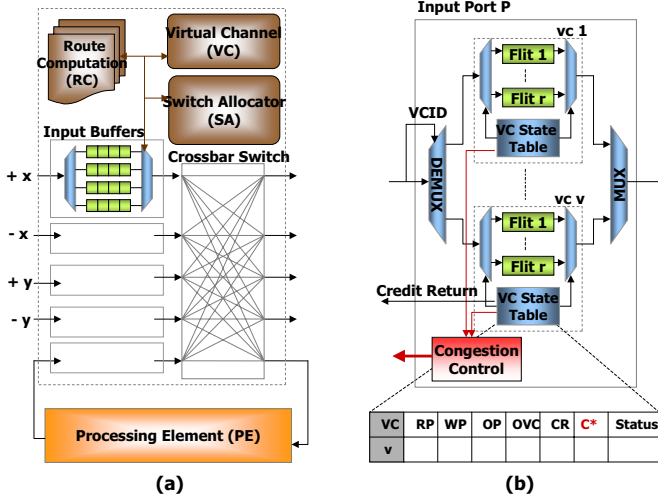 Route
Computation
(RC)
Virtual Channel
(VC)
Switch Allocator
(SA)
Input Buffers
Crossbar Switch
+ x
- x
+ y
- y
Processing Element (PE)
(a)
Input Port P
vc 1
Flit 1
Flit r
VC State
Table
VCID
DEMUX
MUX
vc v
Flit 1
Flit r
VC State
Table
Credit Return
Congestion
Control
VC RP WP OP OVC CR C* Status
v
(b)